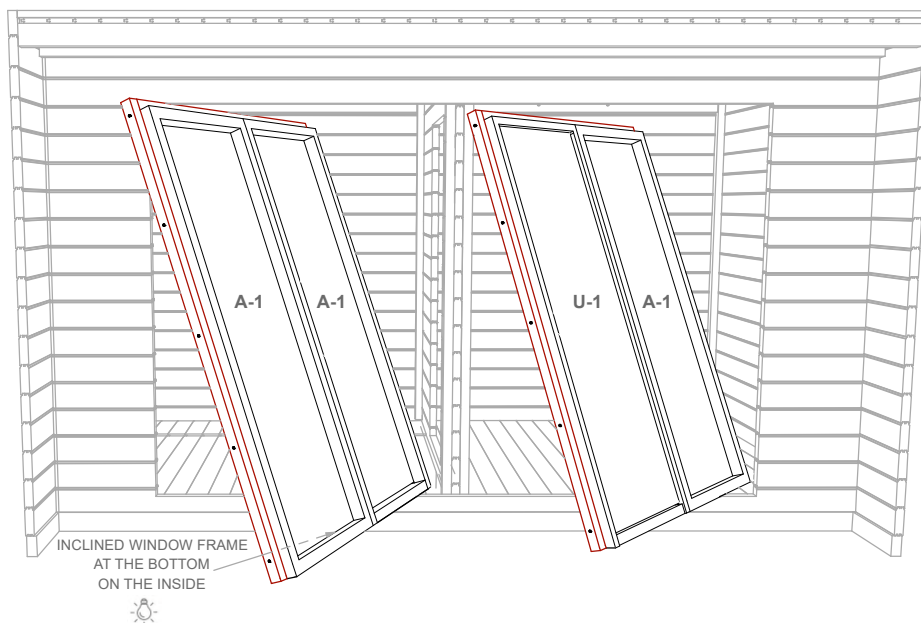 A-1 A-1 U-1 A-1
INCLINED WINDOW FRAME
AT THE BOTTOM
ON THE INSIDE